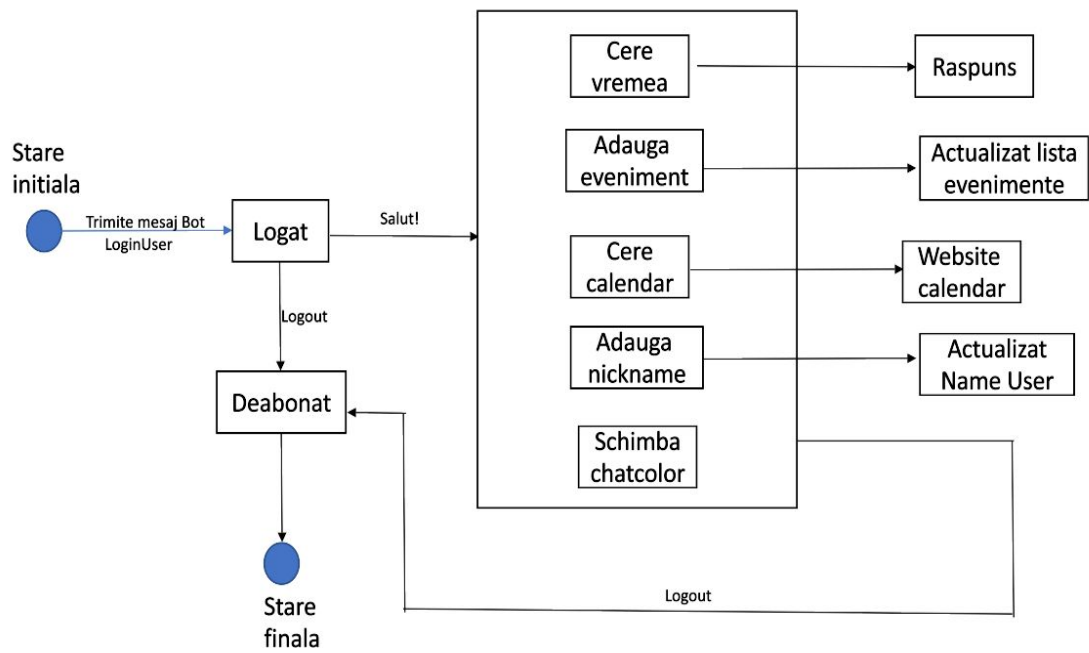 Stare
initiala
Trimite mesaj Bot
LoginUser
Logat
Salut!
Logout
Deabonat
Stare
finala
Cere
vremea
Raspuns
Adauga
eveniment
Actualizat lista
evenimente
Cere
calendar
Website
calendar
Adauga
nickname
Actualizat
Name User
Schimba
chatcolor
Logout